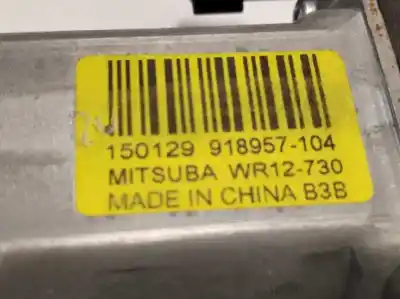 150129 918957-104
MITSUBA WR12-730
MADE IN CHINA B3B